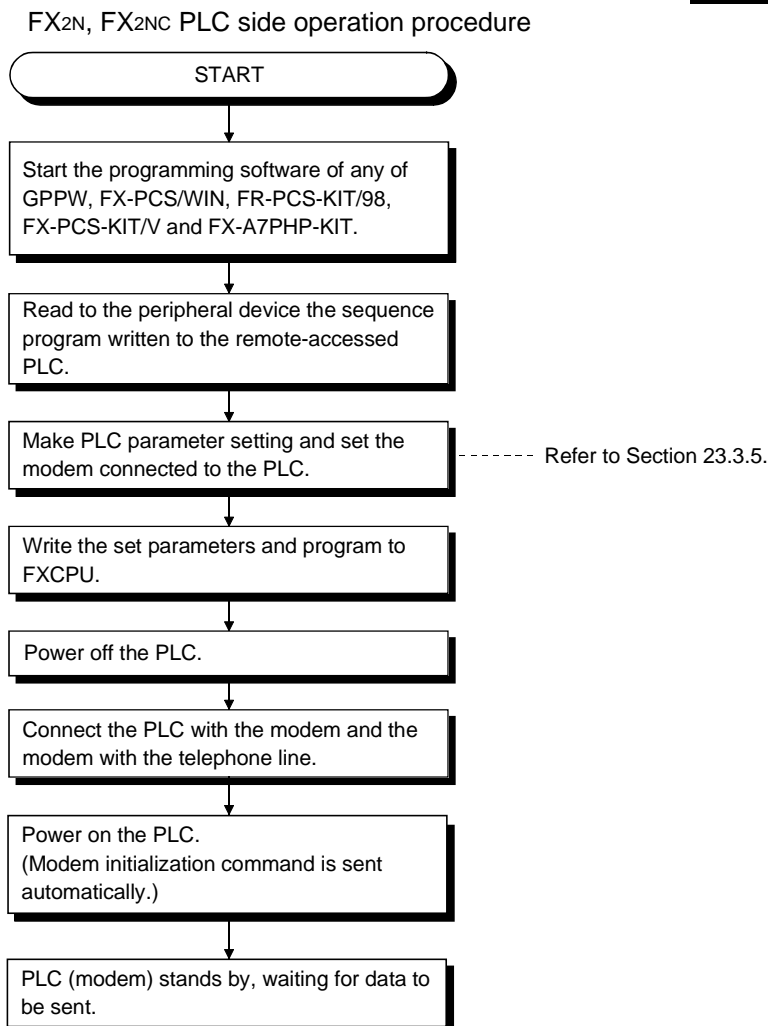 FX2N, FX2NC PLC side operation procedure
START
Start the programming software of any of
GPPW, FX-PCS/WIN, FR-PCS-KIT/98,
FX-PCS-KIT/V and FX-A7PHP-KIT.
Read to the peripheral device the sequence
program written to the remote-accessed
PLC.
Make PLC parameter setting and set the
modem connected to the PLC.
Refer to Section 23.3.5.
Write the set parameters and program to
FXCPU.
Power off the PLC.
Connect the PLC with the modem and the
modem with the telephone line.
Power on the PLC.
(Modem initialization command is sent
automatically.)
PLC (modem) stands by, waiting for data to
be sent.